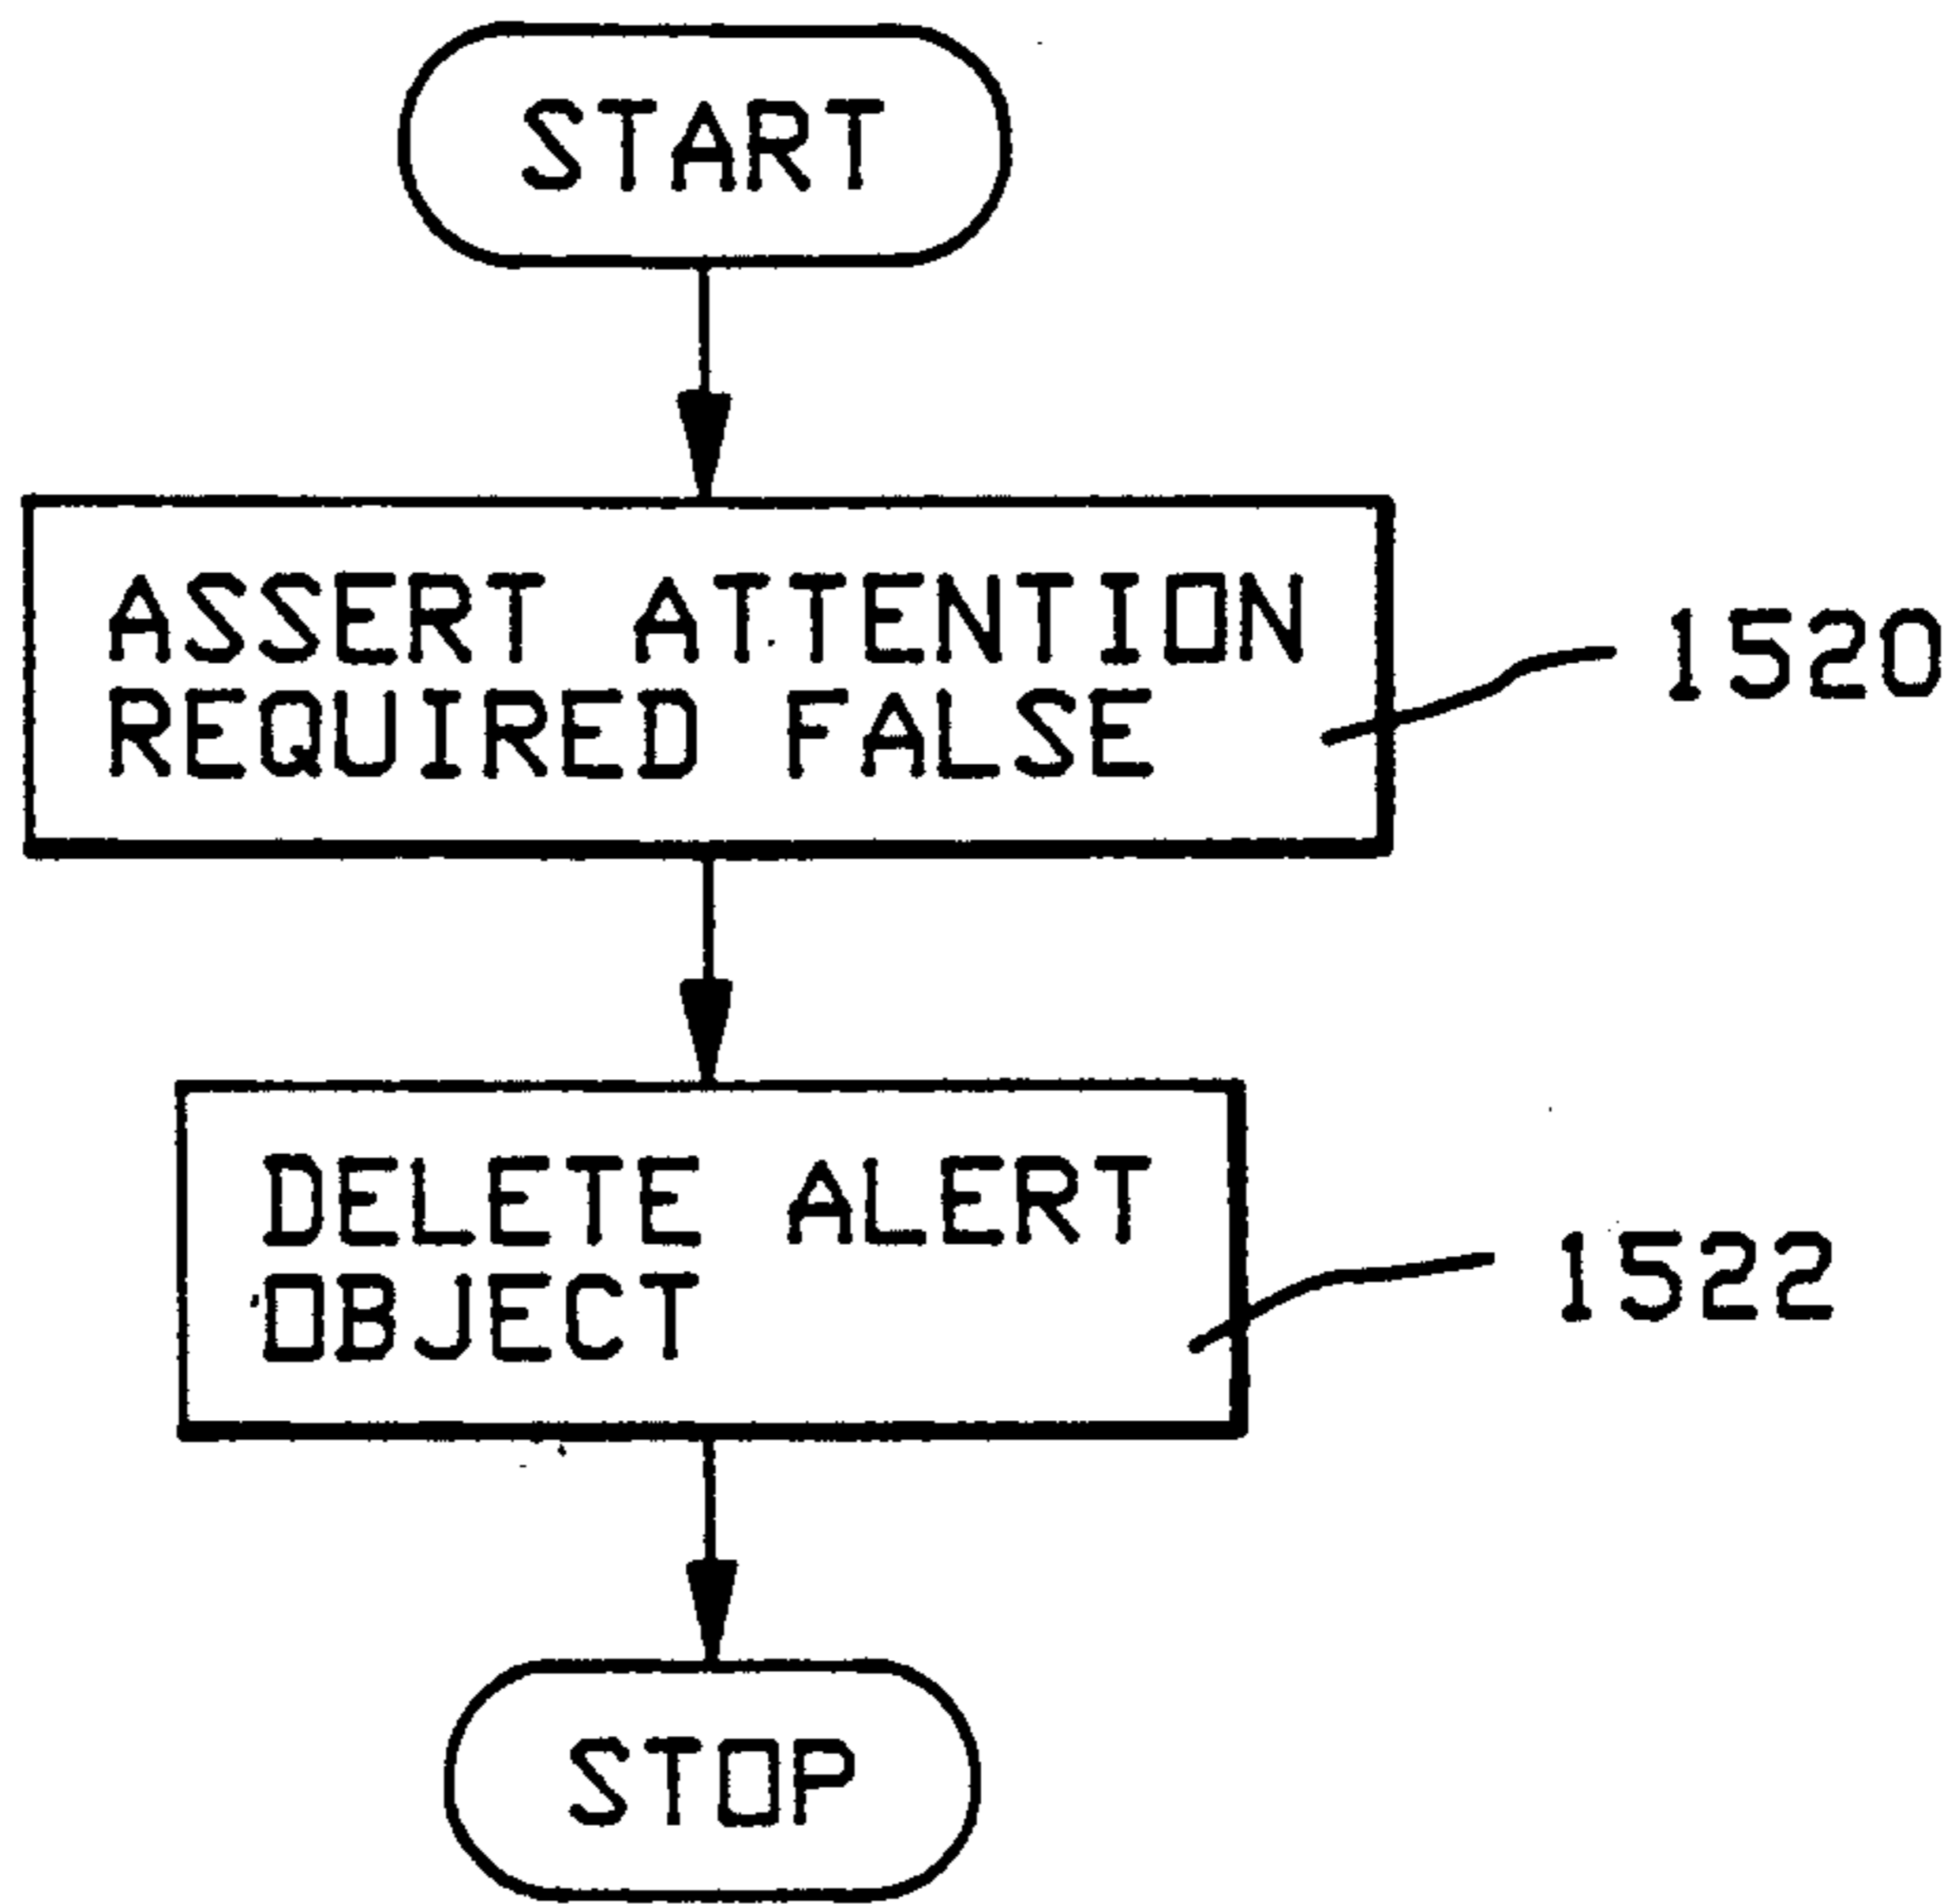 START
ASSERT ATTENTION
REQUIRED FALSE
1520
DELETE ALERT
OBJECT
1522
STOP